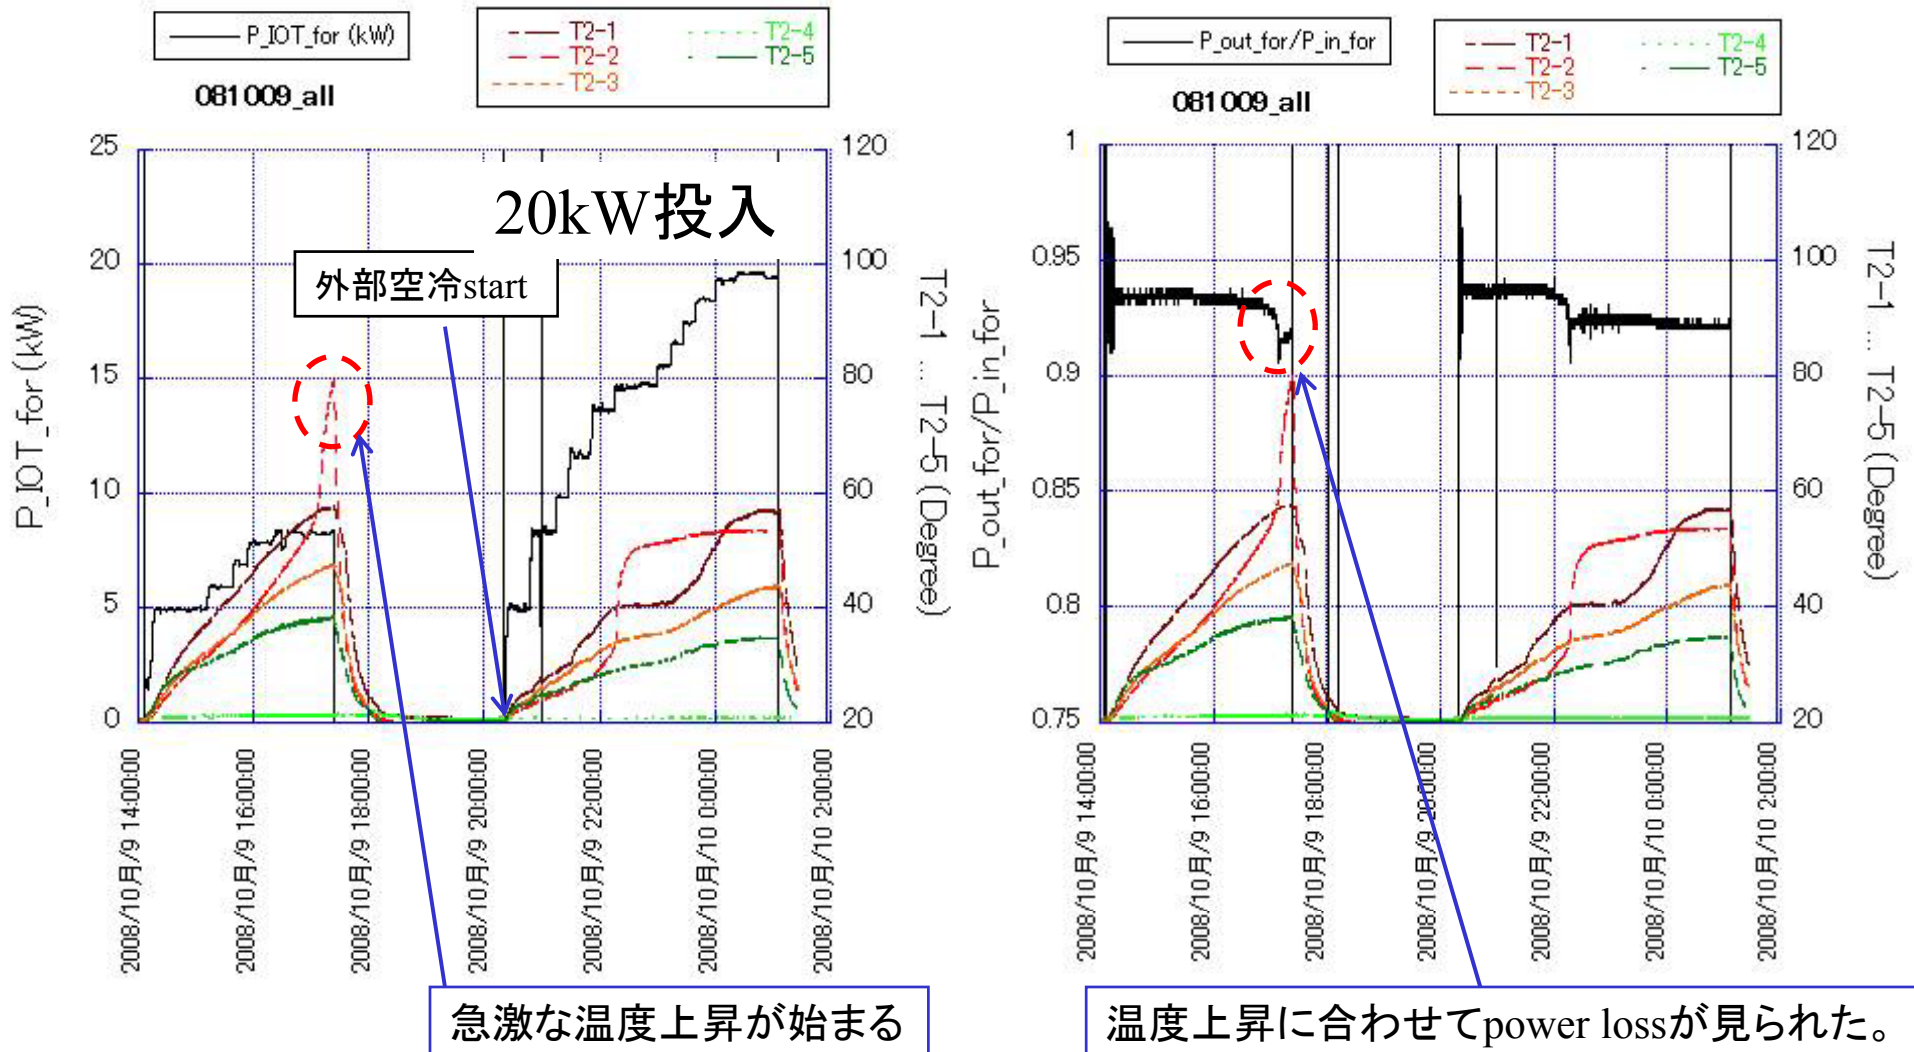 P_IOT_for (kW)
T2-1
T2-2
T2-3
T2-4
T2-5
081009_all
25
20
15
10
5
0
120
100
80
60
40
20
P_IOT_for (kW)
T2-1 ... T2-5 (Degree)
20kW投入
外部空冷start
2008/10月/9 14:00:00
2008/10月/9 16:00:00
2008/10月/9 18:00:00
2008/10月/9 20:00:00
2008/10月/9 22:00:00
2008/10月/10 0:00:00
2008/10月/10 2:00:00
急激な温度上昇が始まる
P_out_for/P_in_for
T2-1
T2-2
T2-3
T2-4
T2-5
081009_all
1
0.95
0.9
0.85
0.8
0.75
120
100
80
60
40
20
P_out_for/P_in_for
T2-1 ... T2-5 (Degree)
2008/10月/9 14:00:00
2008/10月/9 16:00:00
2008/10月/9 18:00:00
2008/10月/9 20:00:00
2008/10月/9 22:00:00
2008/10月/10 0:00:00
2008/10月/10 2:00:00
温度上昇に合わせてpower lossが見られた。